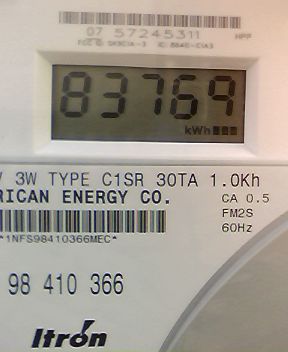 07 57245311
83769
kWh
3W TYPE C1SR 30TA 1.0Kh
RICAN ENERGY CO.
CA 0.5
FM2S
60Hz
*1NFS98410366MEC*
98 410 366
Itron